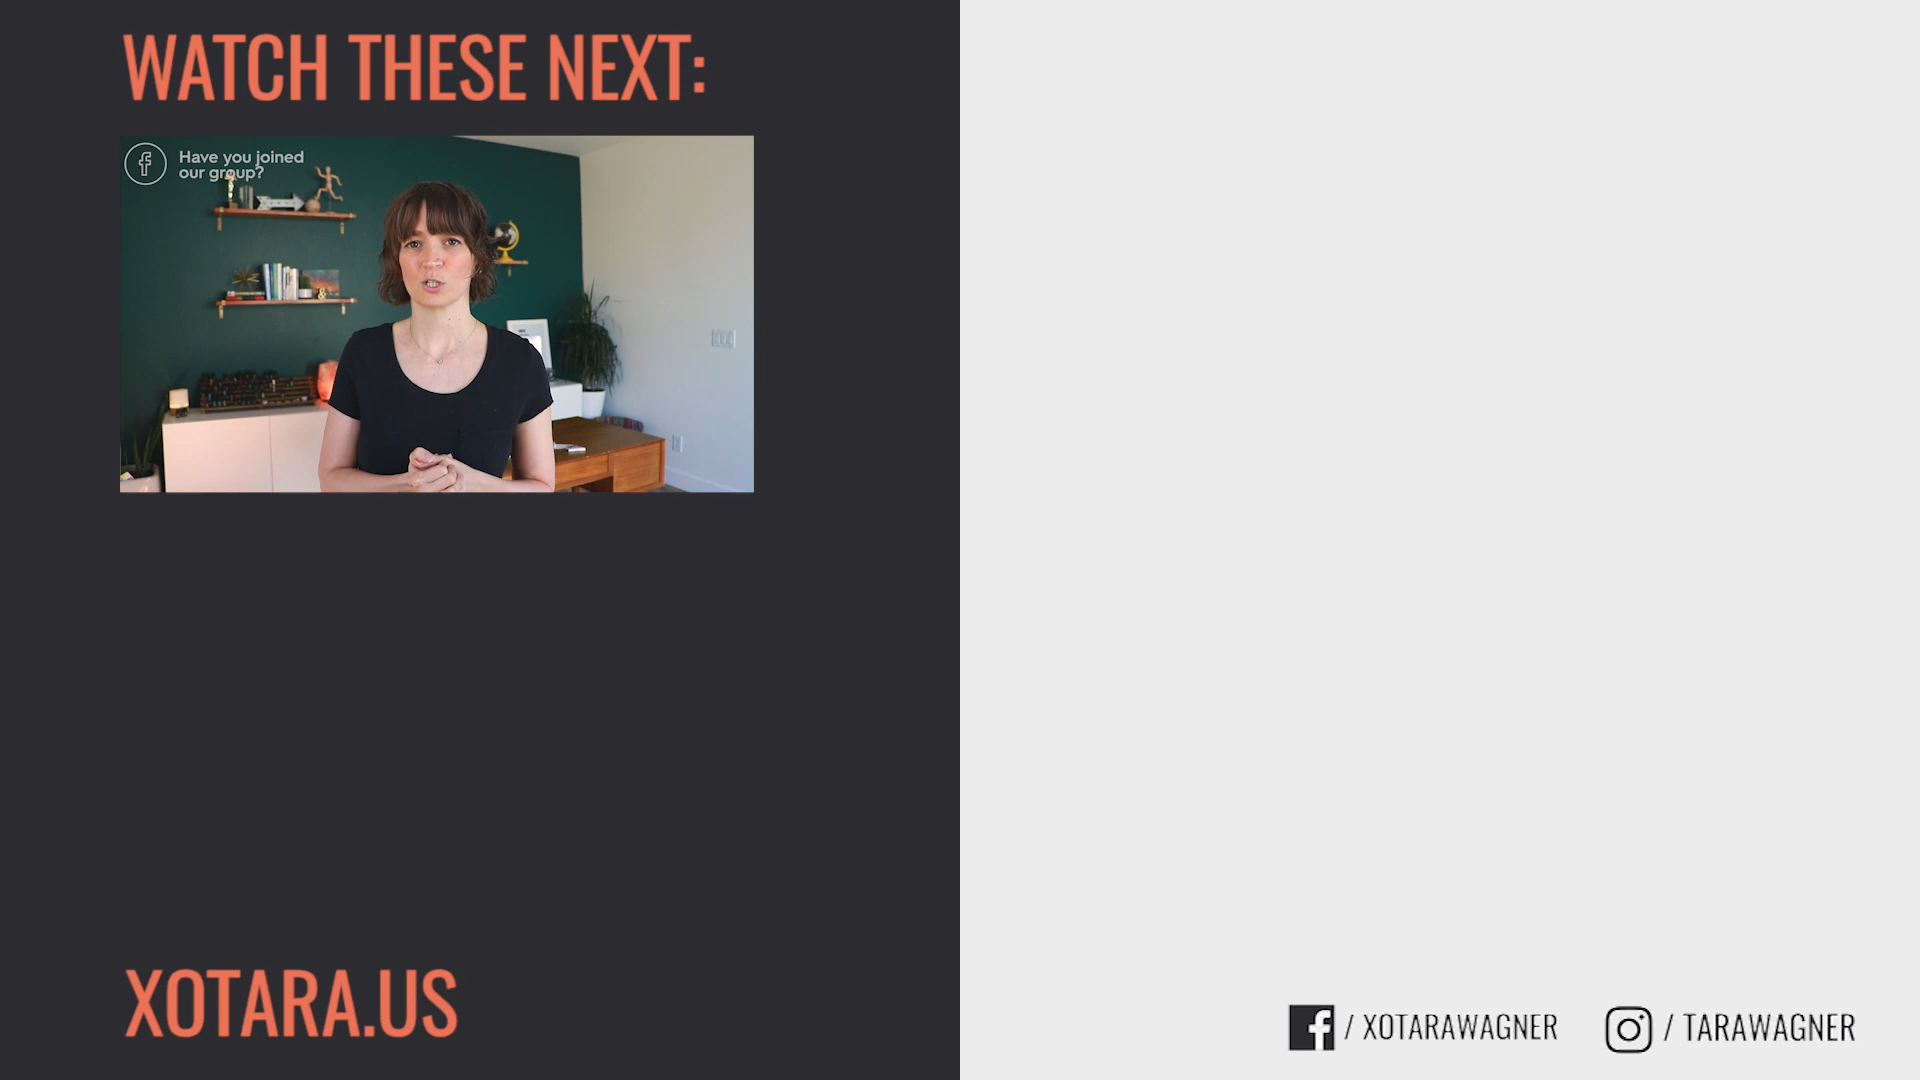 WATCH THESE NEXT:
Have you joined
our group?
XOTARA.US
/ XOTARAWAGNER
/ TARAWAGNER